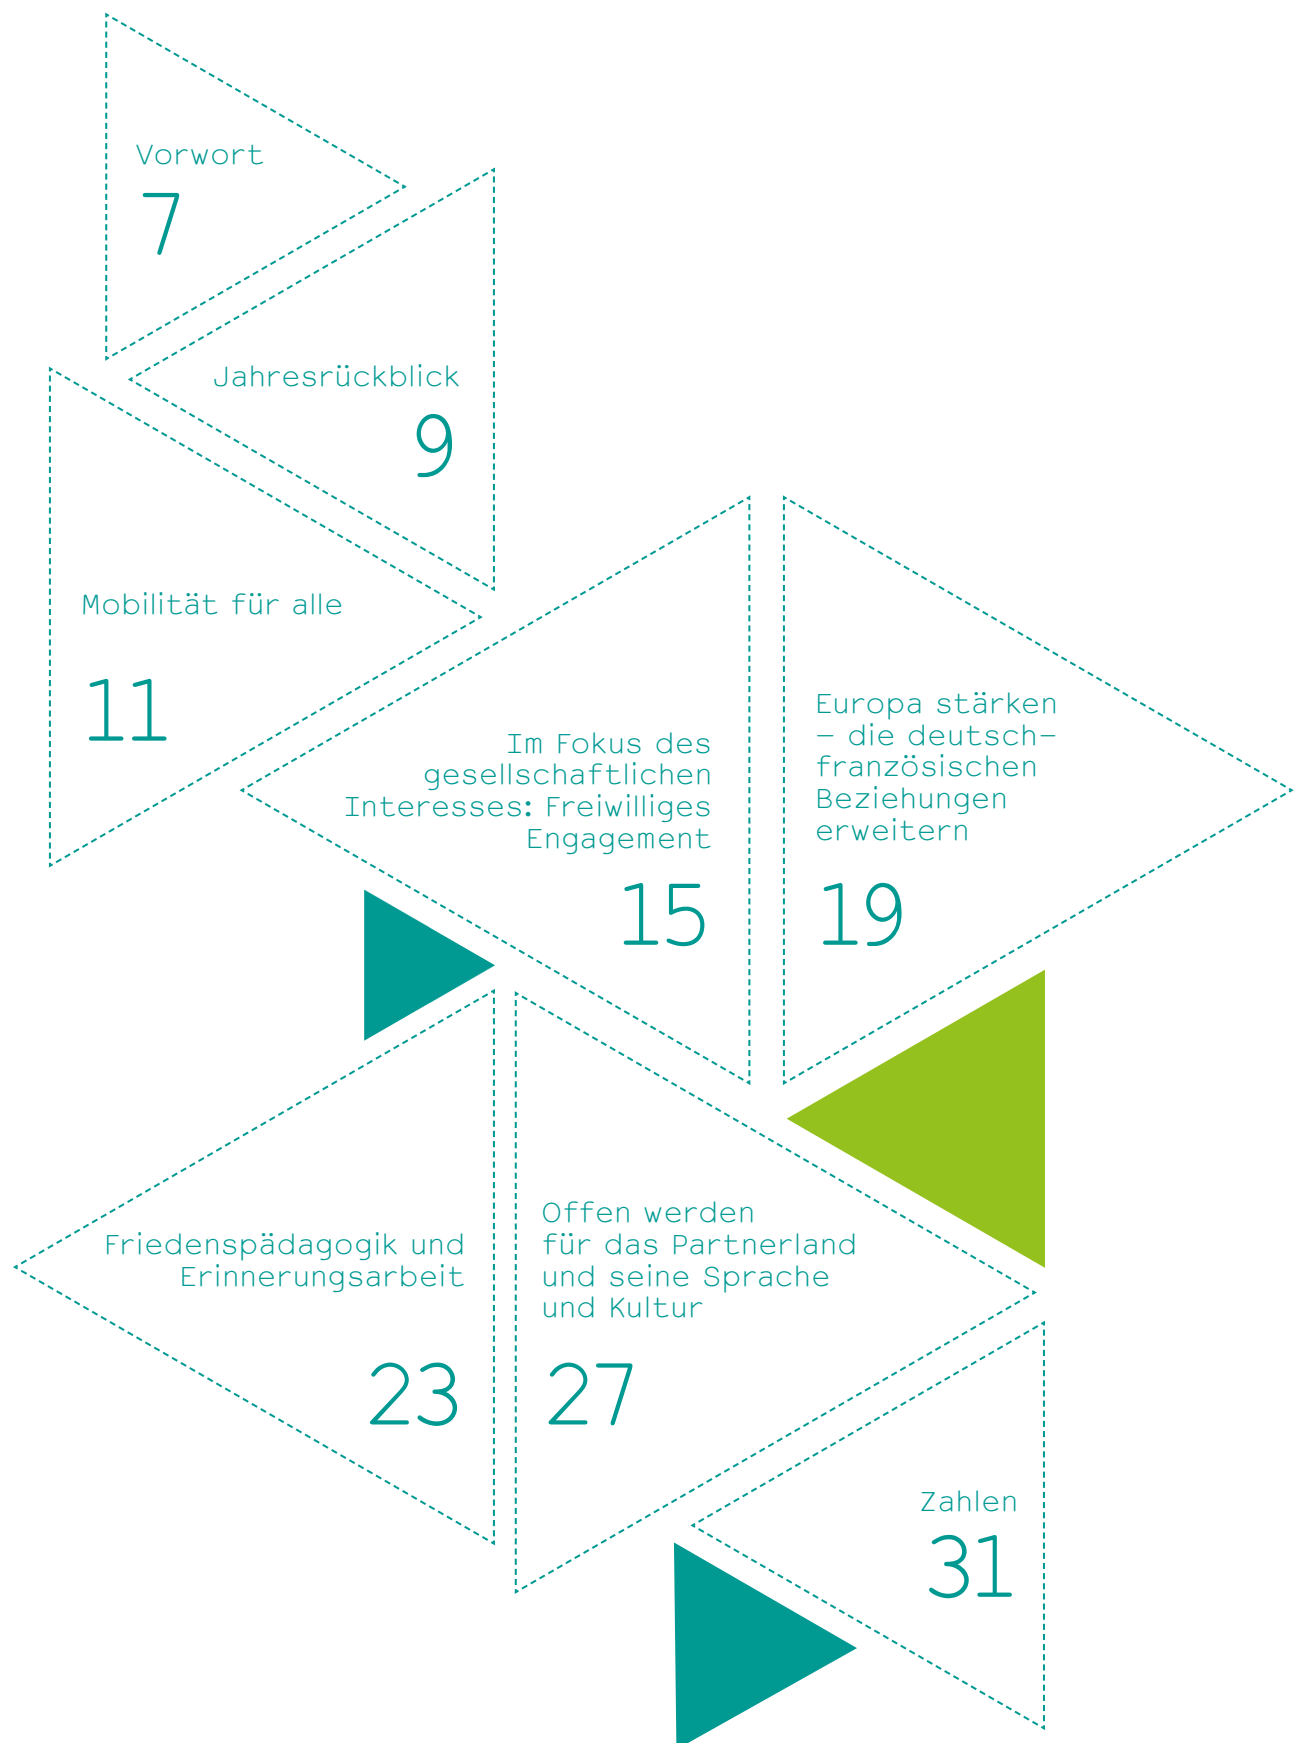 Vorwort
7
Jahresrückblick
9
Mobilität für alle
11
Im Fokus des
gesellschaftlichen
Interesses: Freiwilliges
Engagement
15
Europa stärken
– die deutsch–
französischen
Beziehungen
erweitern
19
Friedenspädagogik und
Erinnerungsarbeit
23
Offen werden
für das Partnerland
und seine Sprache
und Kultur
27
Zahlen
31